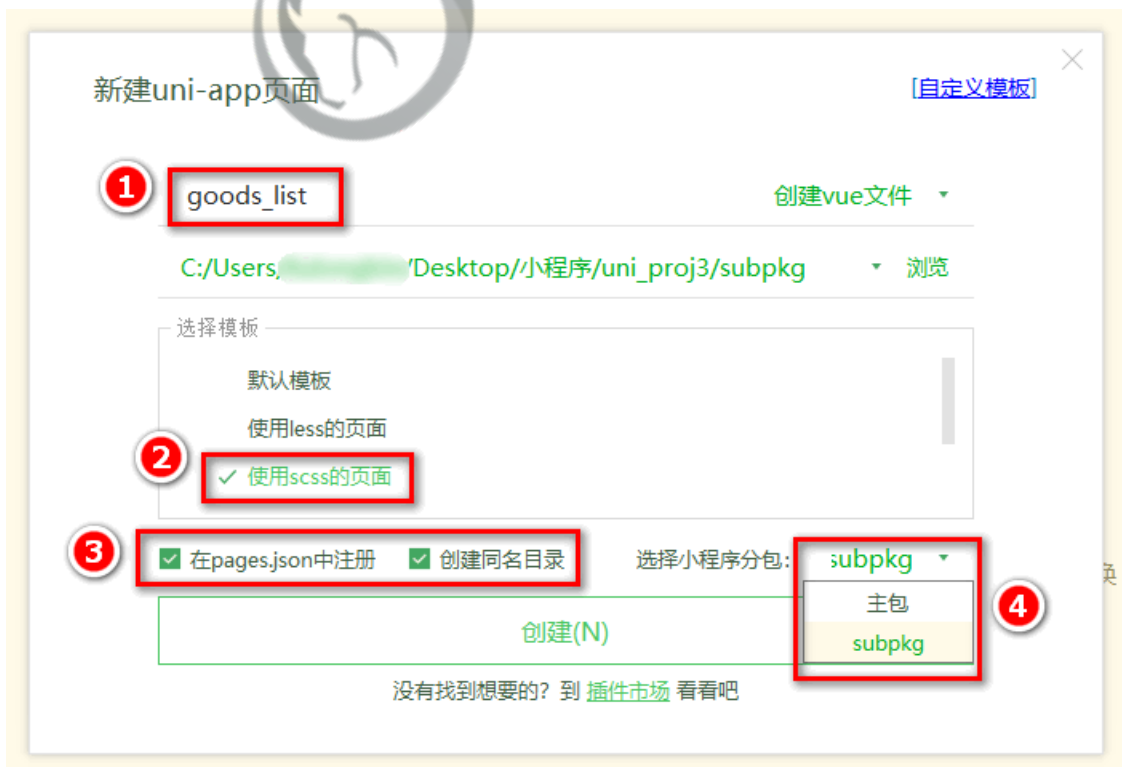 新建uni-app页面
[自定义模板]
1
goods_list
创建vue文件
C:/Users/
/Desktop/小程序/uni_proj3/subpkg
浏览
选择模板
默认模板
使用less的页面
2
使用scss的页面
3
在pages.json中注册
创建同名目录
选择小程序分包:
subpkg
主包
4
subpkg
创建(N)
没有找到想要的? 到 插件市场 看看吧